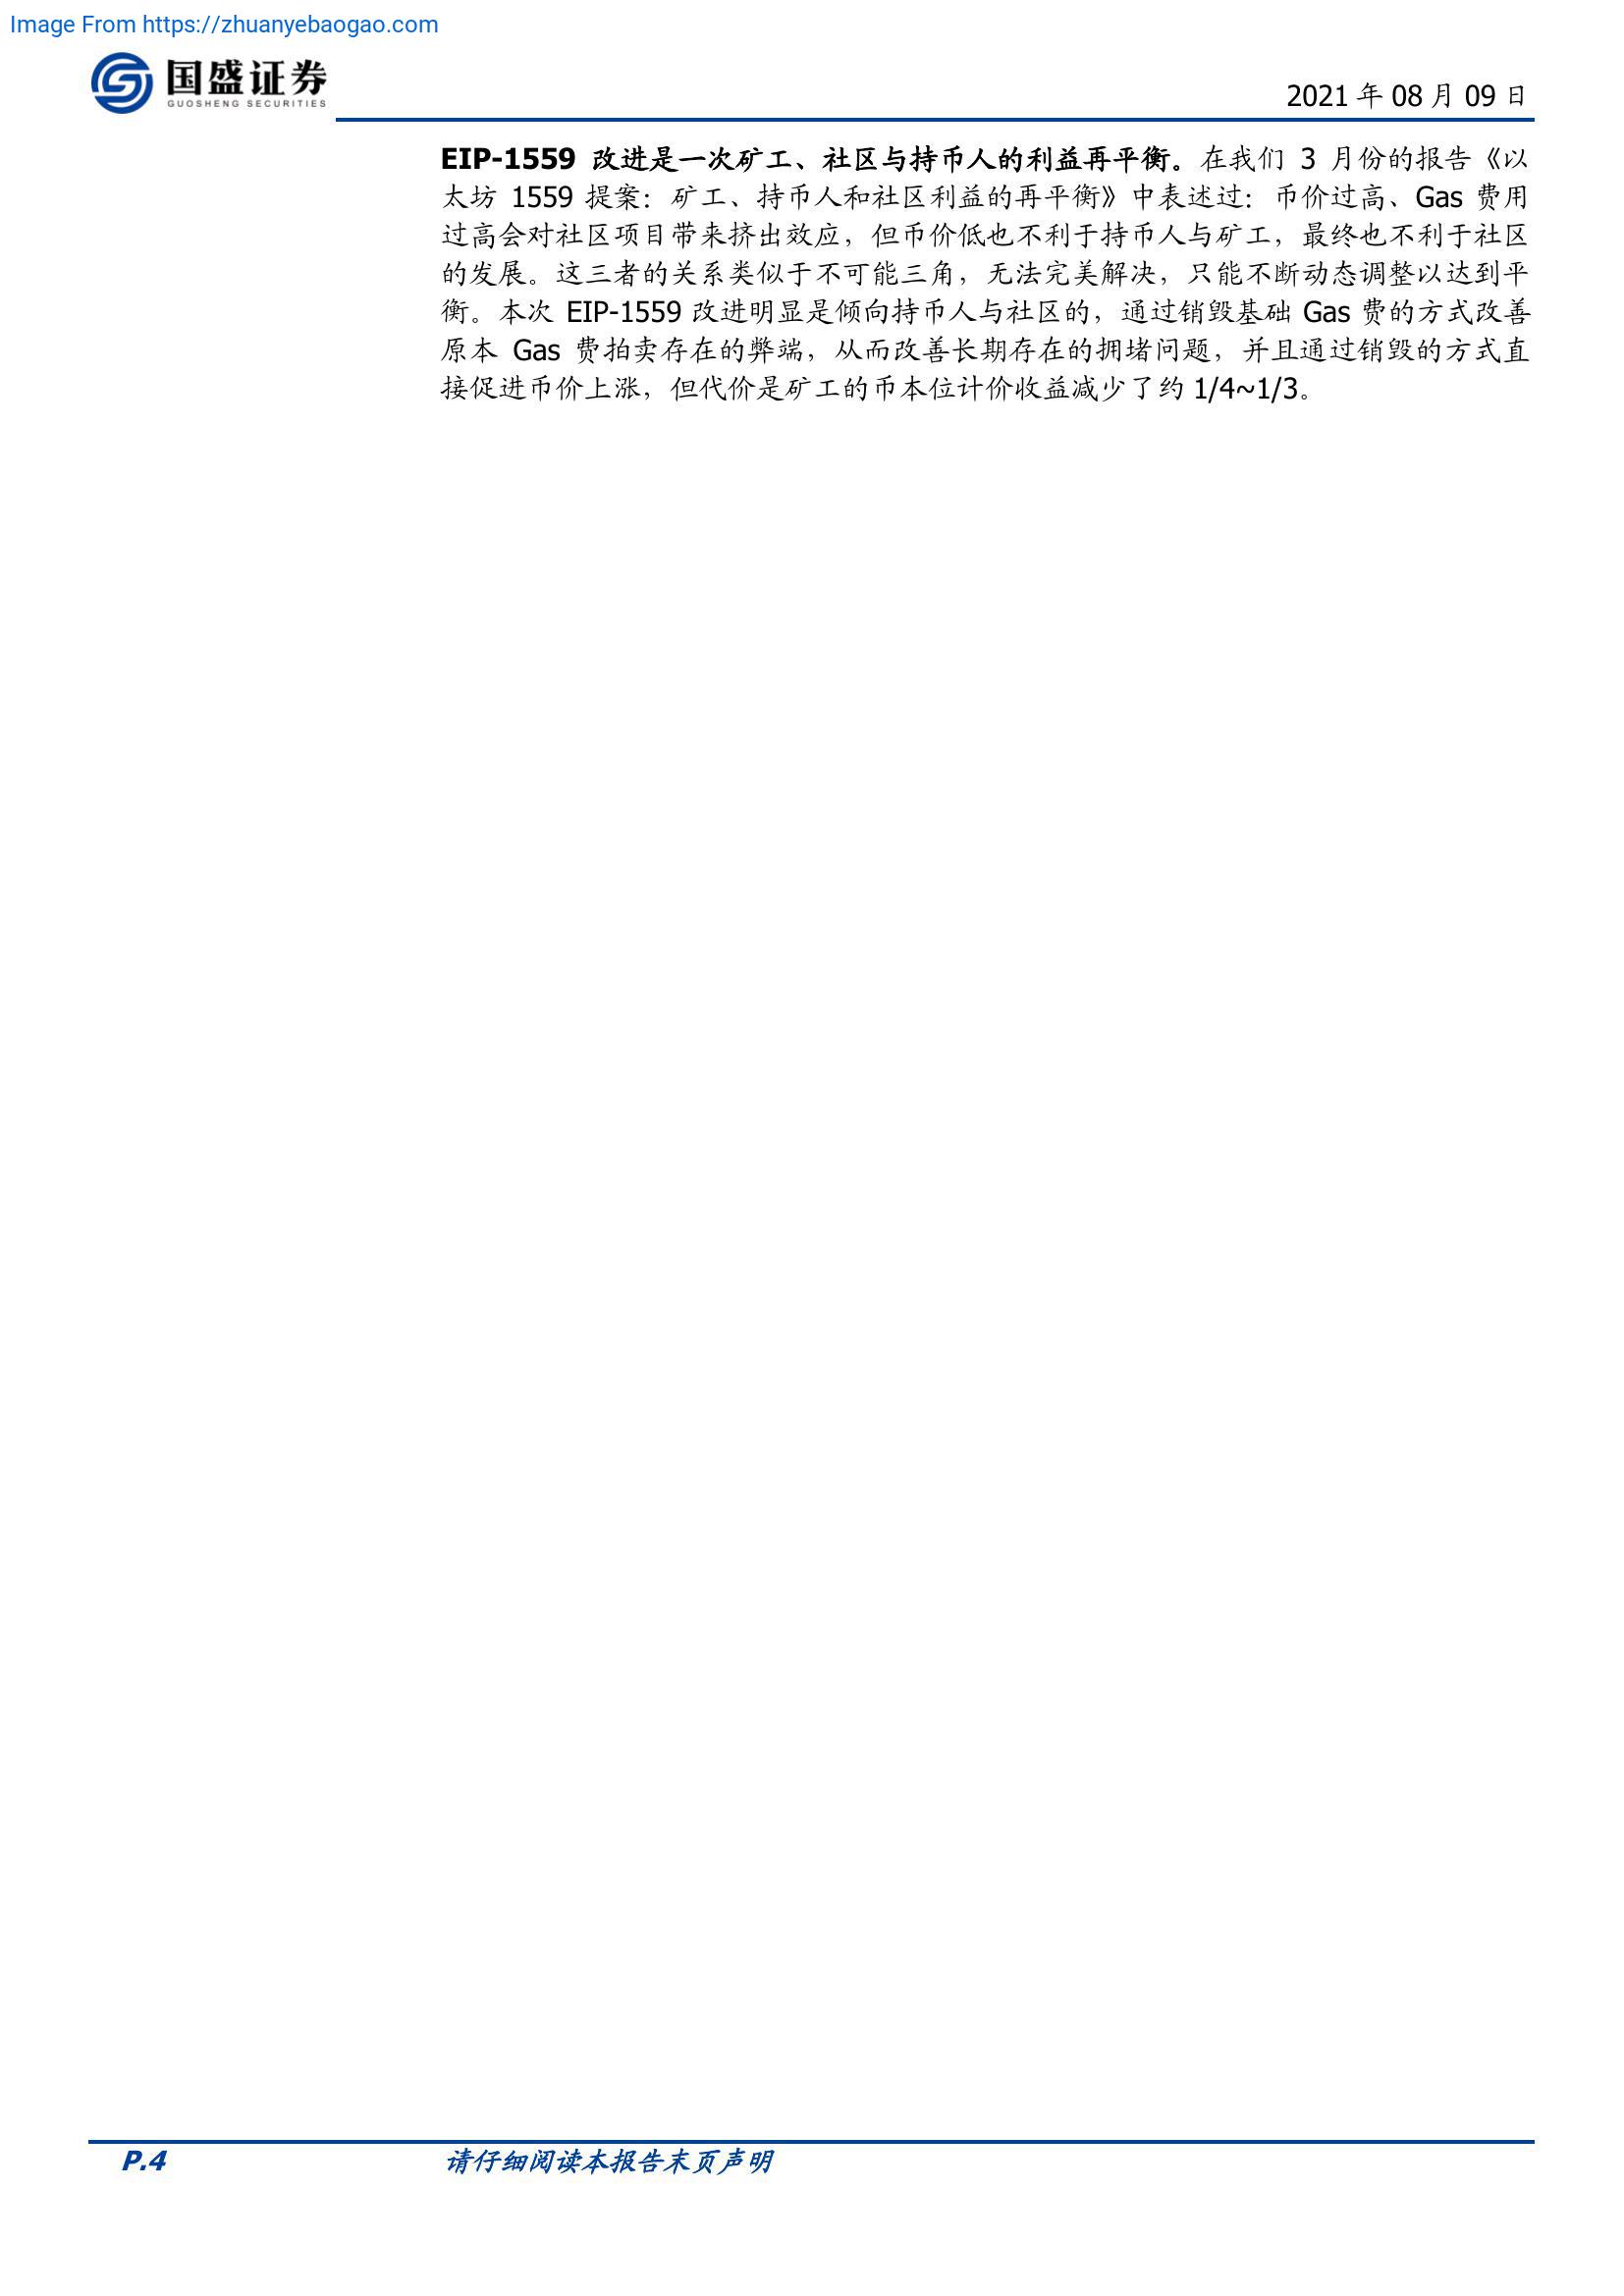 Image From https://zhuanyebaogao.com
国盛证券
GUOSHENG SECURITIES
2021 年 08 月 09 日
EIP-1559 改进是一次矿工、社区与持币人的利益再平衡。在我们 3 月份的报告《以
太坊 1559 提案：矿工、持币人和社区利益的再平衡》中表述过：币价过高、Gas 费用
过高会对社区项目带来挤出效应，但币价低也不利于持币人与矿工，最终也不利于社区
的发展。这三者的关系类似于不可能三角，无法完美解决，只能不断动态调整以达到平
衡。本次 EIP-1559 改进明显是倾向持币人与社区的，通过销毁基础 Gas 费的方式改善
原本 Gas 费拍卖存在的弊端，从而改善长期存在的拥堵问题，并且通过销毁的方式直
接促进币价上涨，但代价是矿工的币本位计价收益减少了约 1/4~1/3。
P.4
请仔细阅读本报告末页声明